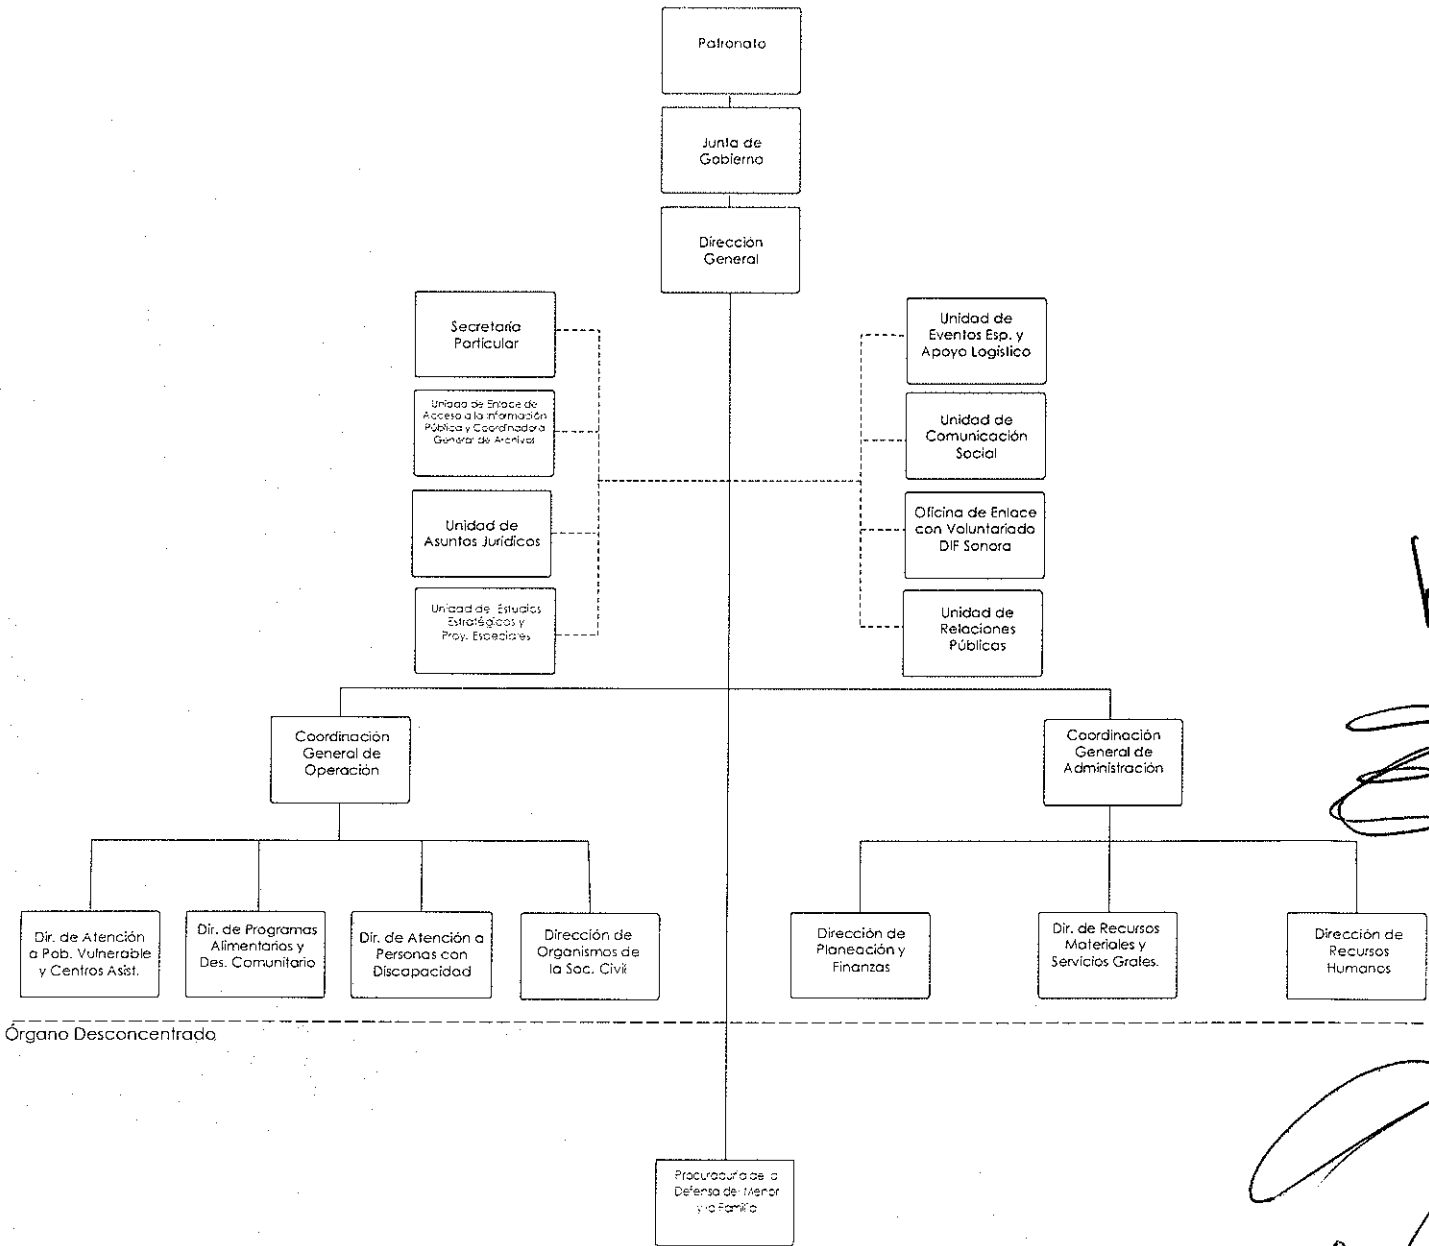 Patronato
Junta de
Gobierno
Dirección
General
Secretaría
Particular
Unidad de Enlace de
Acceso a la Información
Pública y Coordinadora
General de Archivos
Unidad de
Asuntos Jurídicos
Unidad de Estudios
Estratégicos y
Proy. Especiales
Unidad de
Eventos Esp. y
Apoyo Logístico
Unidad de
Comunicación
Social
Oficina de Enlace
con Voluntariado
DIF Sonora
Unidad de
Relaciones
Públicas
Coordinación
General de
Operación
Coordinación
General de
Administración
Dir. de Atención
a Pob. Vulnerable
y Centros Asist.
Dir. de Programas
Alimentarios y
Des. Comunitario
Dir. de Atención a
Personas con
Discapacidad
Dirección de
Organismos de
la Soc. Civil
Dirección de
Planeación y
Finanzas
Dir. de Recursos
Materiales y
Servicios Grales.
Dirección de
Recursos
Humanos
Órgano Desconcentrado
Procuraduría de la
Defensa del Menor
y la Familia